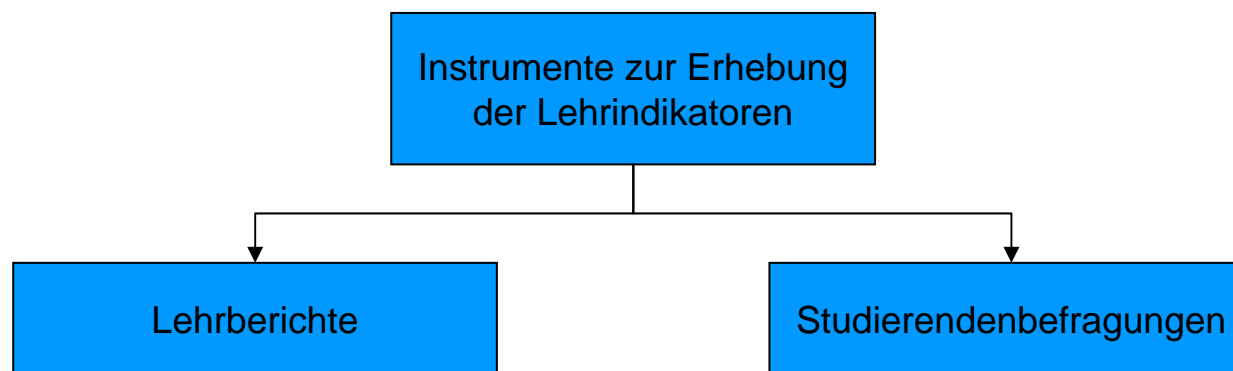 Instrumente zur Erhebung
der Lehrindikatoren
Lehrberichte
Studierendenbefragungen